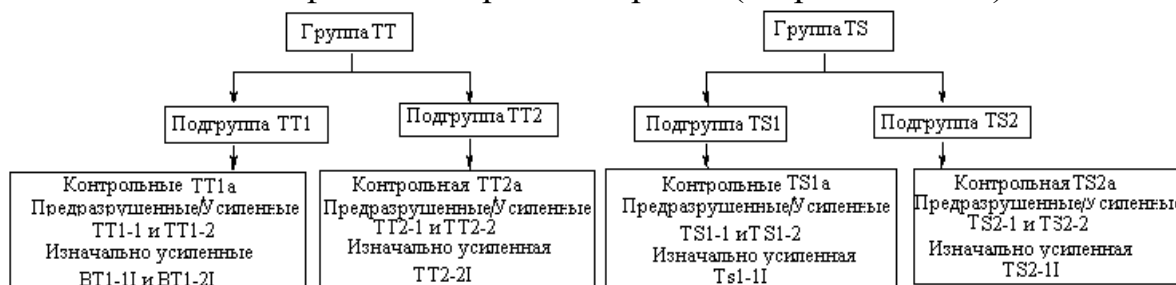 Группа ТТ
Группа TS
Подгруппа ТТ1
Подгруппа ТТ2
Подгруппа TS1
Подгруппа TS2
Контрольные ТТ1а
Предразрушенные/Усиленные
ТТ1-1 и ТТ1-2
Изначально усиленные
ВТ1-1I и ВТ1-2I
Контрольная ТТ2а
Предразрушенные/Усиленные
ТТ2-1 и ТТ2-2
Изначально усиленная
ТТ2-2I
Контрольные TS1a
Предразрушенные/Усиленные
TS1-1 и TS1-2
Изначально усиленная
Ts1-1I
Контрольная TS2a
Предразрушенные/Усиленные
TS2-1 и TS2-2
Изначально усиленная
TS2-1I